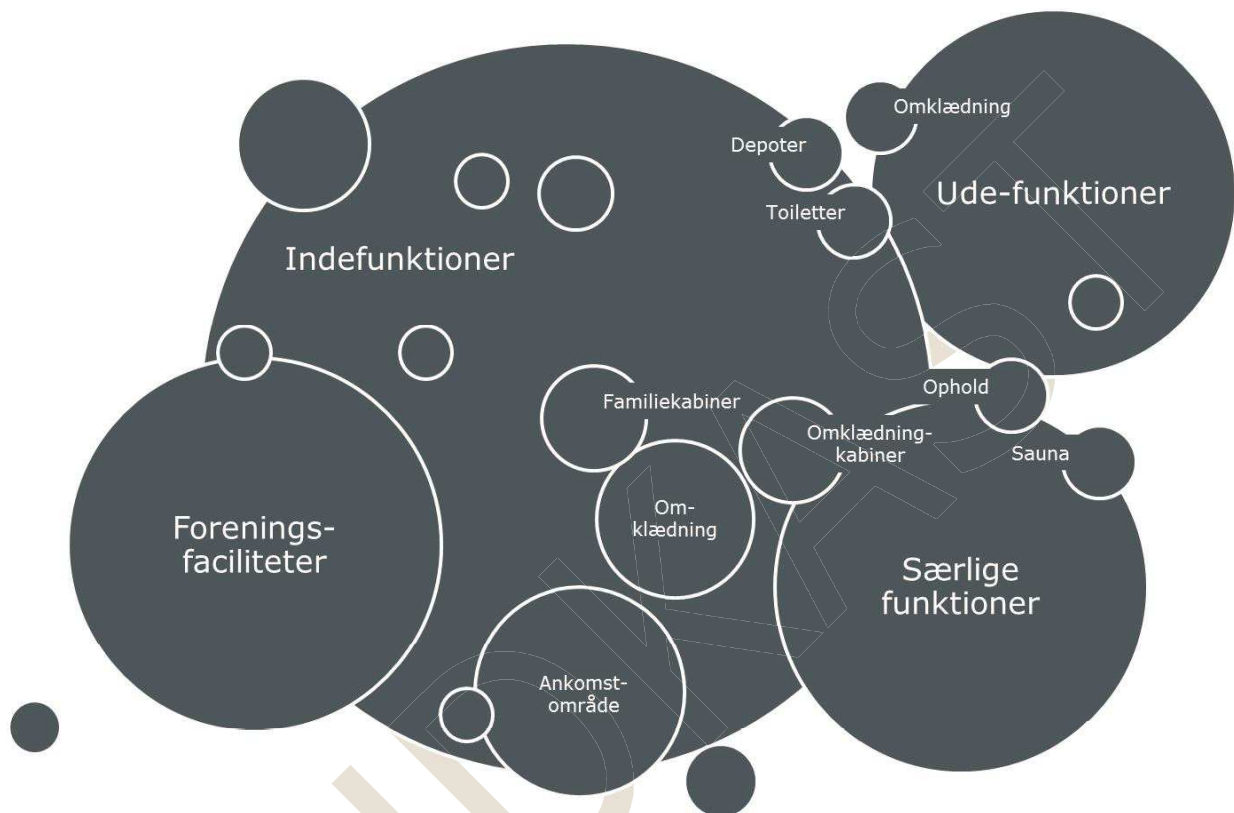 Omklædning
Depoter
Ude-funktioner
Toiletter
Indefunktioner
Ophold
Familiekabiner
Omklædning-
kabiner
Sauna
Om-
klædning
Forenings-
faciliteter
Særlige
funktioner
Ankomst-
område
UDKAST